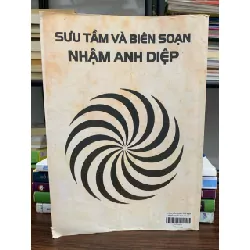 SƯU TẦM VÀ BIÊN SOẠN
NHẬM ANH DIỆP